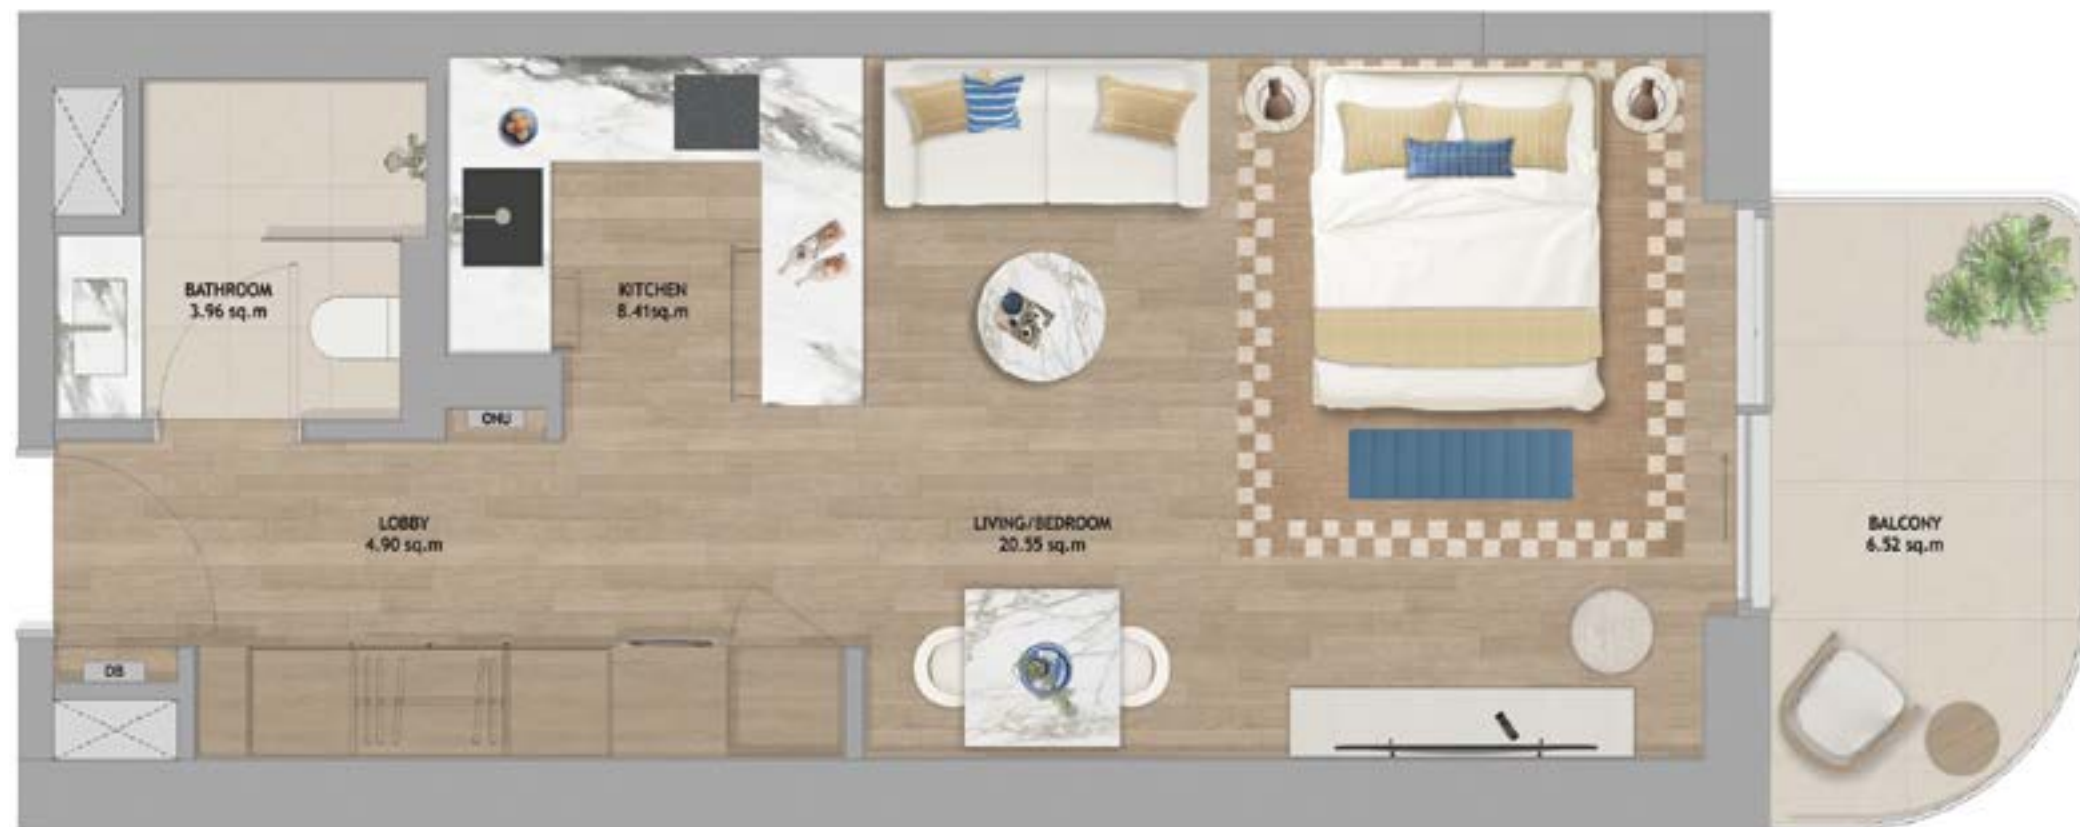 BATHROOM
3.96 sq.m
KITCHEN
8.41sq.m
ONU
LOBBY
4.90 sq.m
LIVING/BEDROOM
20.55 sq.m
BALCONY
6.52 sq.m
DB